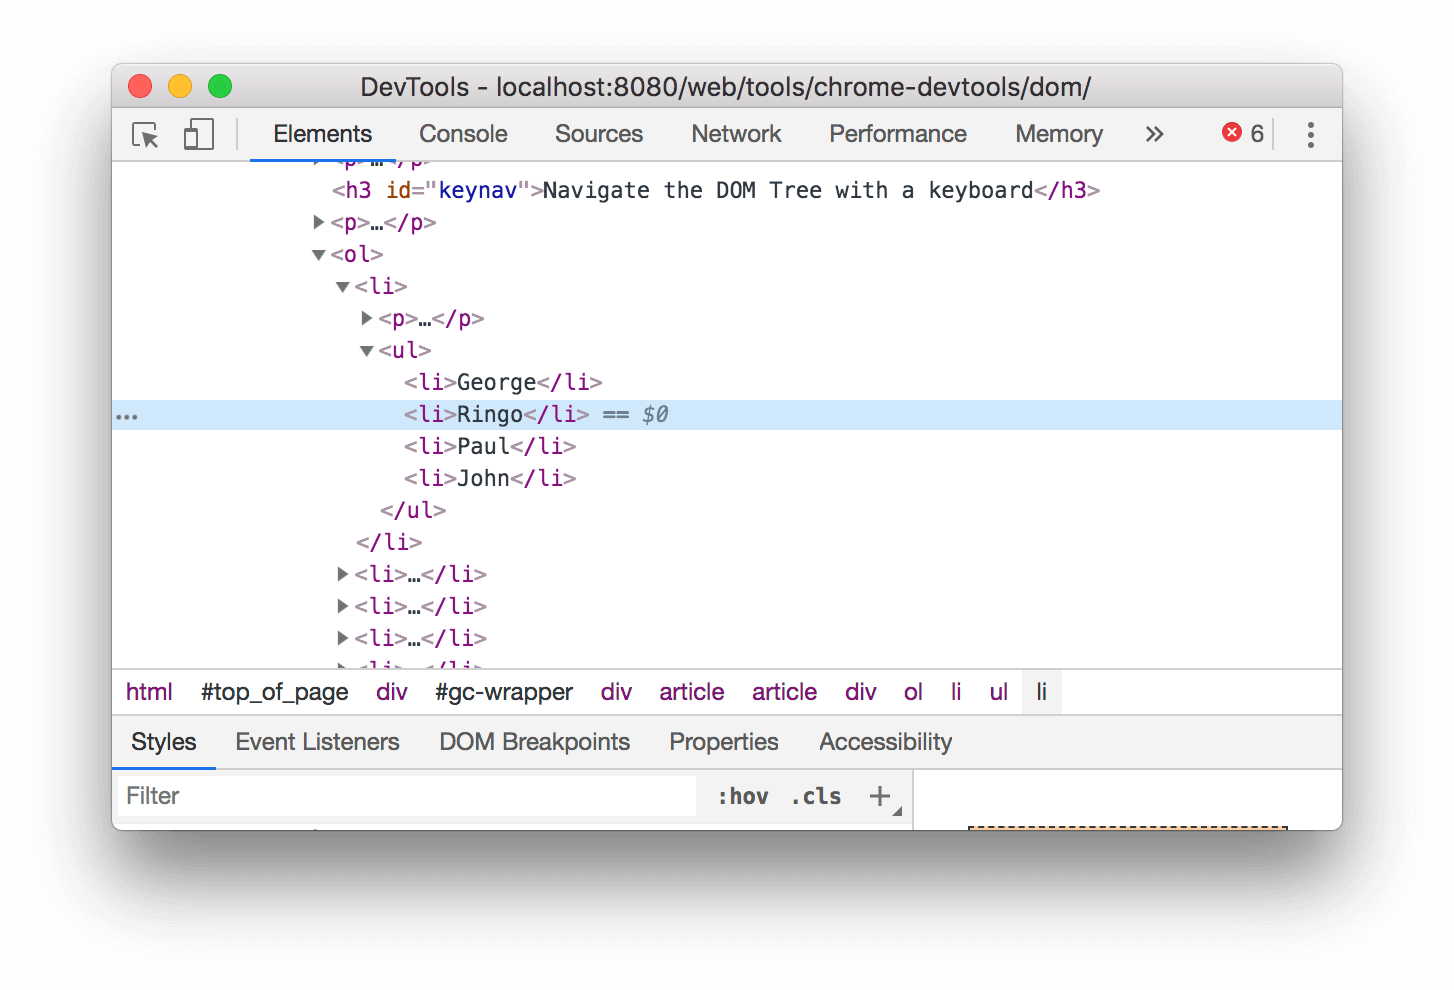 DevTools - localhost:8080/web/tools/chrome-devtools/dom/
Elements Console Sources Network Performance Memory » 6
<p>…</p>
<h3 id="keynav">Navigate the DOM Tree with a keyboard</h3>
<p>…</p>
<ol>
<li>
<p>…</p>
<ul>
<li>George</li>
... <li>Ringo</li> == $0
<li>Paul</li>
<li>John</li>
</ul>
</li>
<li>…</li>
<li>…</li>
<li>…</li>
<li>…</li>
html #top_of_page div #gc-wrapper div article article div ol li ul li
Styles Event Listeners DOM Breakpoints Properties Accessibility
Filter :hov .cls +